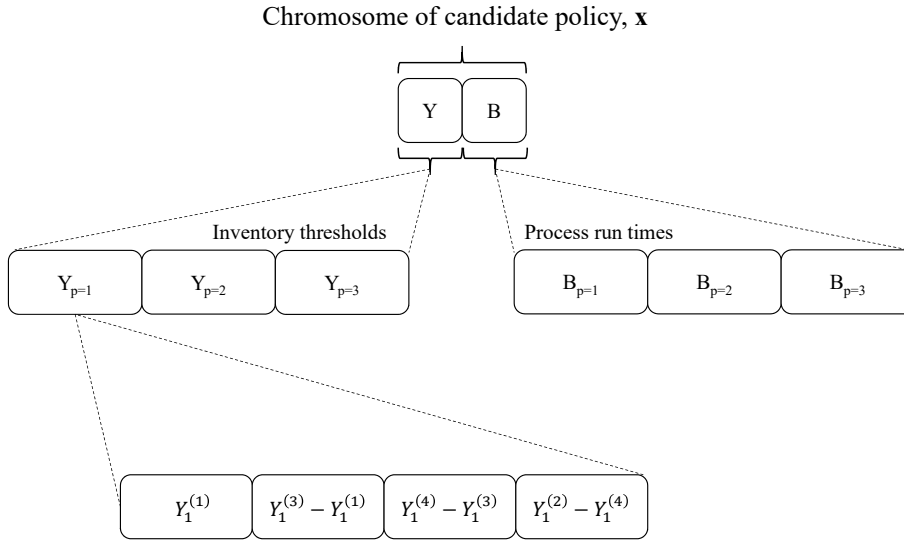 Chromosome of candidate policy, x
Y B
Inventory thresholds Process run times
Y_{p=1} Y_{p=2} Y_{p=3} B_{p=1} B_{p=2} B_{p=3}
Y_1^{(1)} Y_1^{(3)} − Y_1^{(1)} Y_1^{(4)} − Y_1^{(3)} Y_1^{(2)} − Y_1^{(4)}